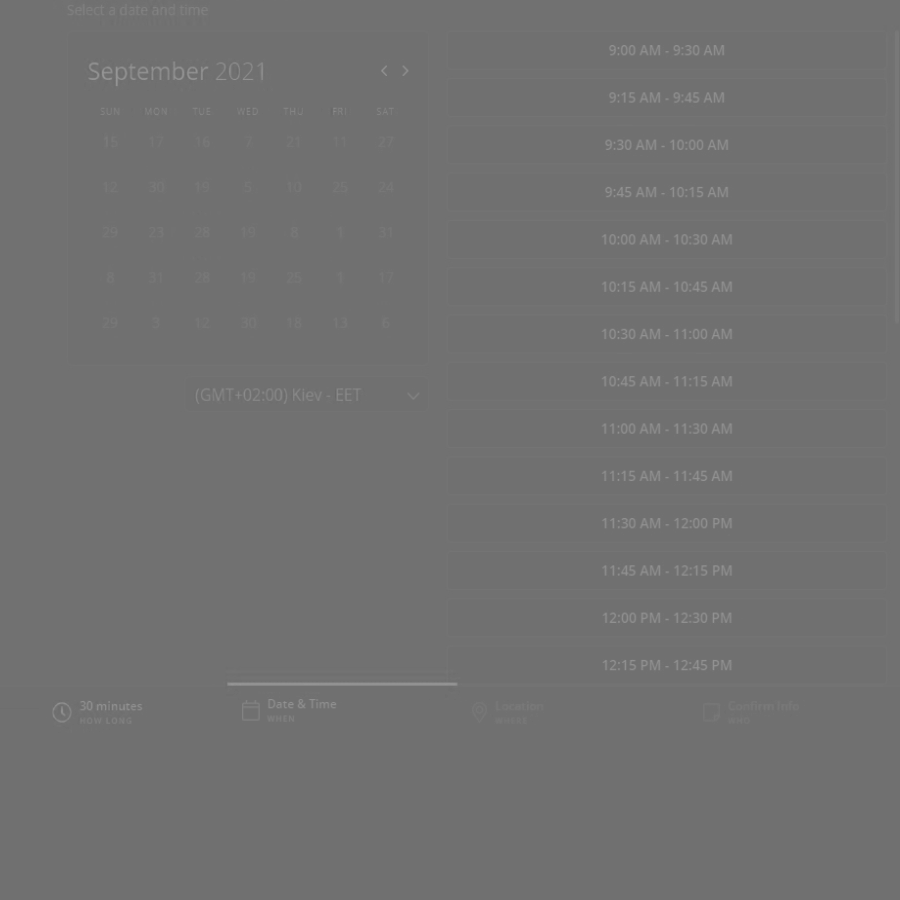 Select a date and time
September 2021
SUN MON TUE WED THU FRI SAT
15 17 16 7 21 11 27
12 30 19 5 10 25 24
29 23 28 19 8 1 31
8 31 28 19 25 1 17
29 3 12 30 18 13 6
(GMT+02:00) Kiev - EET
9:00 AM - 9:30 AM
9:15 AM - 9:45 AM
9:30 AM - 10:00 AM
9:45 AM - 10:15 AM
10:00 AM - 10:30 AM
10:15 AM - 10:45 AM
10:30 AM - 11:00 AM
10:45 AM - 11:15 AM
11:00 AM - 11:30 AM
11:15 AM - 11:45 AM
11:30 AM - 12:00 PM
11:45 AM - 12:15 PM
12:00 PM - 12:30 PM
12:15 PM - 12:45 PM
30 minutes
HOW LONG
Date & Time
WHEN
Location
WHERE
Confirm Info
WHO